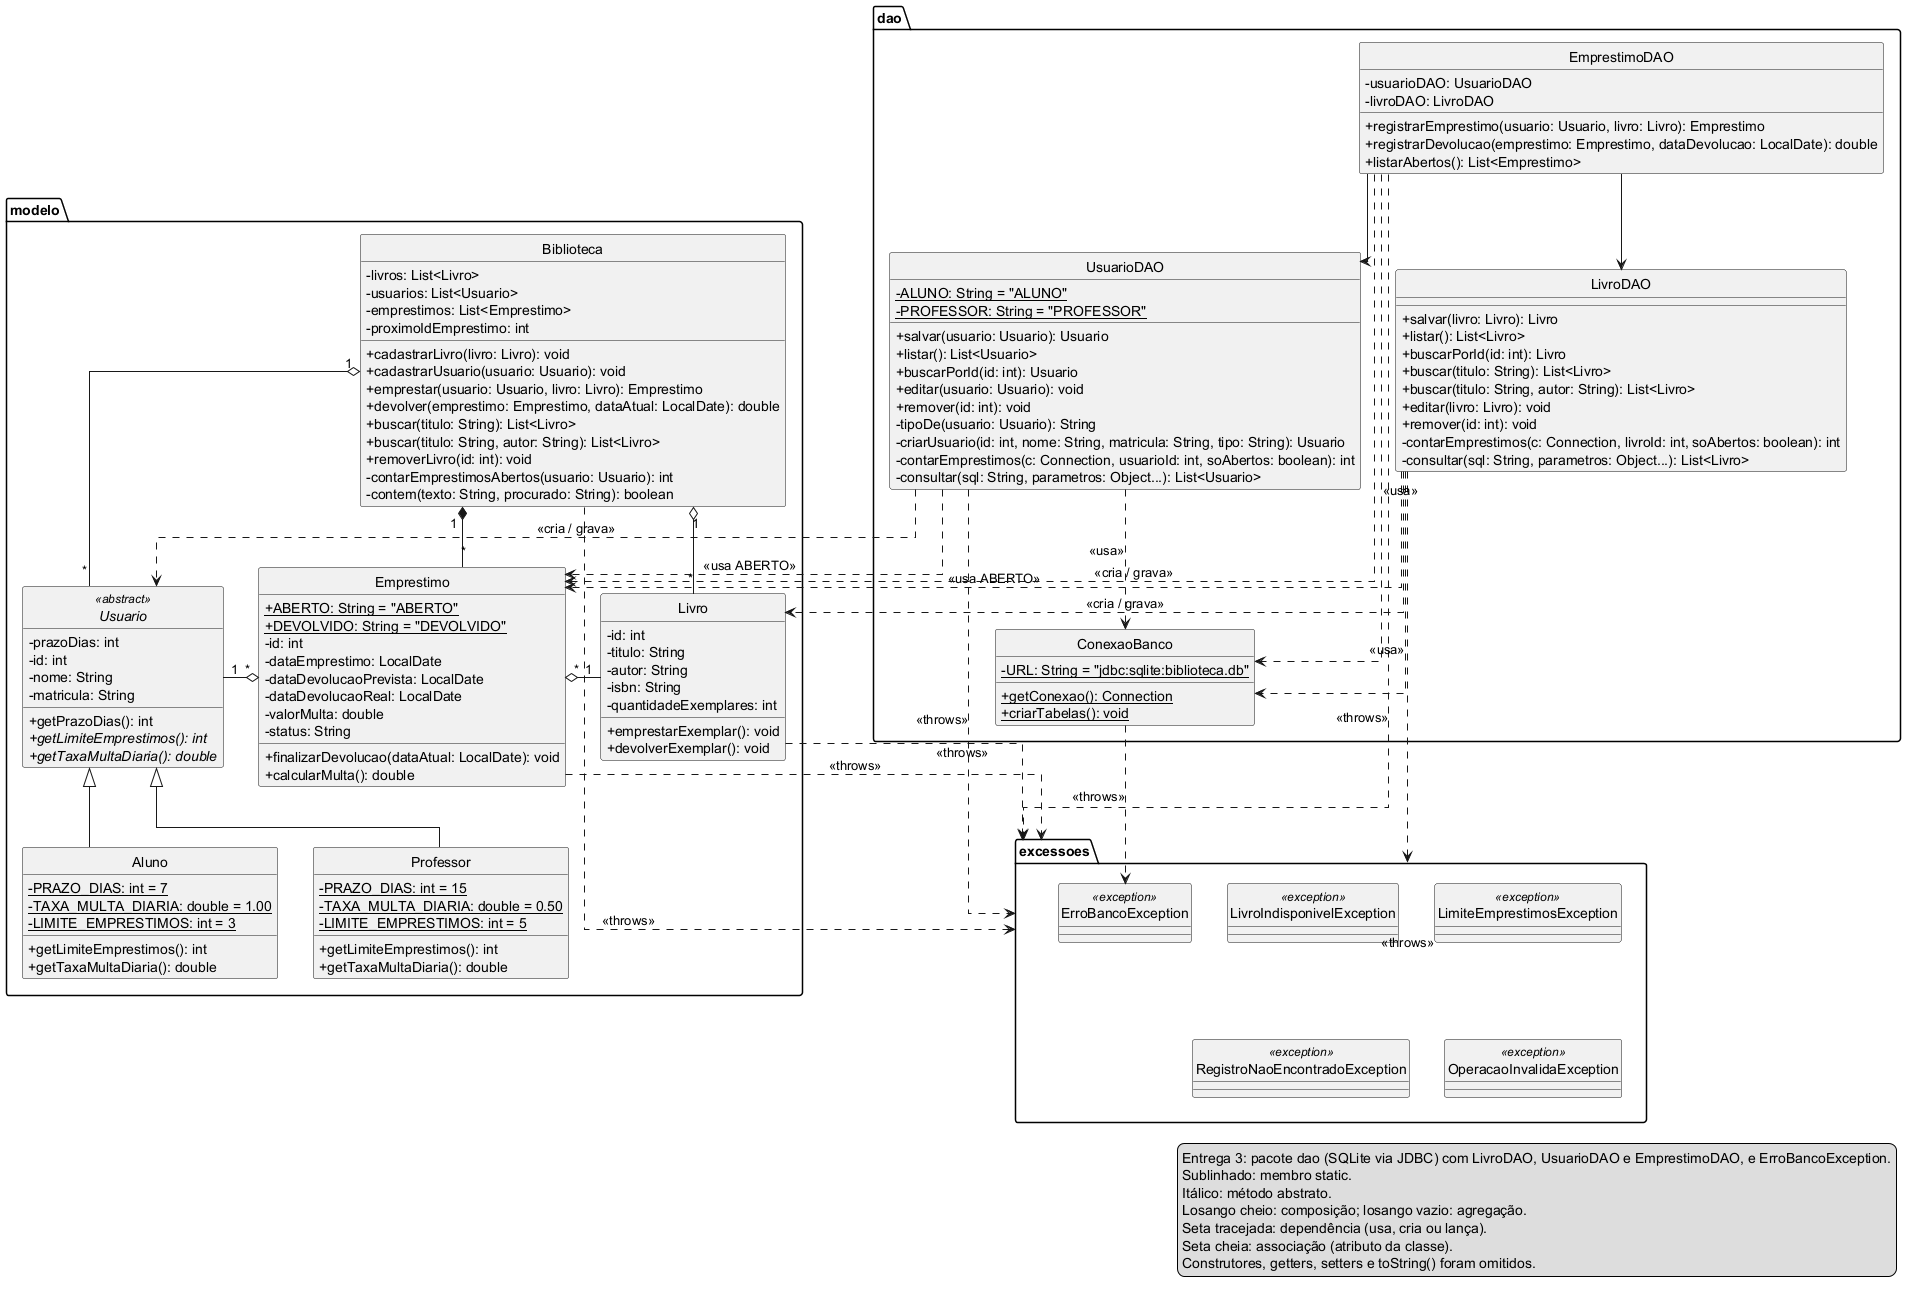 dao
EmprestimoDAO
-usuarioDAO: UsuarioDAO
-livroDAO: LivroDAO
+registrarEmprestimo(usuario: Usuario, livro: Livro): Emprestimo
+registrarDevolucao(emprestimo: Emprestimo, dataDevolucao: LocalDate): double
+listarAbertos(): List<Emprestimo>
modelo
Biblioteca
-livros: List<Livro>
-usuarios: List<Usuario>
-emprestimos: List<Emprestimo>
-proximoIdEmprestimo: int
+cadastrarLivro(livro: Livro): void
+cadastrarUsuario(usuario: Usuario): void
+emprestar(usuario: Usuario, livro: Livro): Emprestimo
+devolver(emprestimo: Emprestimo, dataAtual: LocalDate): double
+buscar(titulo: String): List<Livro>
+buscar(titulo: String, autor: String): List<Livro>
+removerLivro(id: int): void
-contarEmprestimosAbertos(usuario: Usuario): int
-contem(texto: String, procurado: String): boolean
UsuarioDAO
-ALUNO: String = "ALUNO"
-PROFESSOR: String = "PROFESSOR"
+salvar(usuario: Usuario): Usuario
+listar(): List<Usuario>
+buscarPorId(id: int): Usuario
+editar(usuario: Usuario): void
+remover(id: int): void
-tipoDe(usuario: Usuario): String
-criarUsuario(id: int, nome: String, matricula: String, tipo: String): Usuario
-contarEmprestimos(c: Connection, usuarioId: int, soAbertos: boolean): int
-consultar(sql: String, parametros: Object...): List<Usuario>
LivroDAO
+salvar(livro: Livro): Livro
+listar(): List<Livro>
+buscarPorId(id: int): Livro
+buscar(titulo: String): List<Livro>
+buscar(titulo: String, autor: String): List<Livro>
+editar(livro: Livro): void
+remover(id: int): void
-contarEmprestimos(c: Connection, livroId: int, soAbertos: boolean): int
-consultar(sql: String, parametros: Object...): List<Livro>
1
*
1
*
1
*
«cria / grava»
«usa ABERTO»
«usa ABERTO»
«usa»
«cria / grava»
«cria / grava»
«usa»
«usa»
«abstract»
Usuario
-prazoDias: int
-id: int
-nome: String
-matricula: String
+getPrazoDias(): int
+getLimiteEmprestimos(): int
+getTaxaMultaDiaria(): double
1
*
Emprestimo
+ABERTO: String = "ABERTO"
+DEVOLVIDO: String = "DEVOLVIDO"
-id: int
-dataEmprestimo: LocalDate
-dataDevolucaoPrevista: LocalDate
-dataDevolucaoReal: LocalDate
-valorMulta: double
-status: String
+finalizarDevolucao(dataAtual: LocalDate): void
+calcularMulta(): double
*
1
Livro
-id: int
-titulo: String
-autor: String
-isbn: String
-quantidadeExemplares: int
+emprestarExemplar(): void
+devolverExemplar(): void
ConexaoBanco
-URL: String = "jdbc:sqlite:biblioteca.db"
+getConexao(): Connection
+criarTabelas(): void
«throws»
«throws»
«throws»
«throws»
«throws»
«throws»
«throws»
Aluno
-PRAZO_DIAS: int = 7
-TAXA_MULTA_DIARIA: double = 1.00
-LIMITE_EMPRESTIMOS: int = 3
+getLimiteEmprestimos(): int
+getTaxaMultaDiaria(): double
Professor
-PRAZO_DIAS: int = 15
-TAXA_MULTA_DIARIA: double = 0.50
-LIMITE_EMPRESTIMOS: int = 5
+getLimiteEmprestimos(): int
+getTaxaMultaDiaria(): double
excessoes
«exception»
ErroBancoException
«exception»
LivroIndisponivelException
«exception»
LimiteEmprestimosException
«exception»
RegistroNaoEncontradoException
«exception»
OperacaoInvalidaException
Entrega 3: pacote dao (SQLite via JDBC) com LivroDAO, UsuarioDAO e EmprestimoDAO, e ErroBancoException.
Sublinhado: membro static.
Itálico: método abstrato.
Losango cheio: composição; losango vazio: agregação.
Seta tracejada: dependência (usa, cria ou lança).
Seta cheia: associação (atributo da classe).
Construtores, getters, setters e toString() foram omitidos.